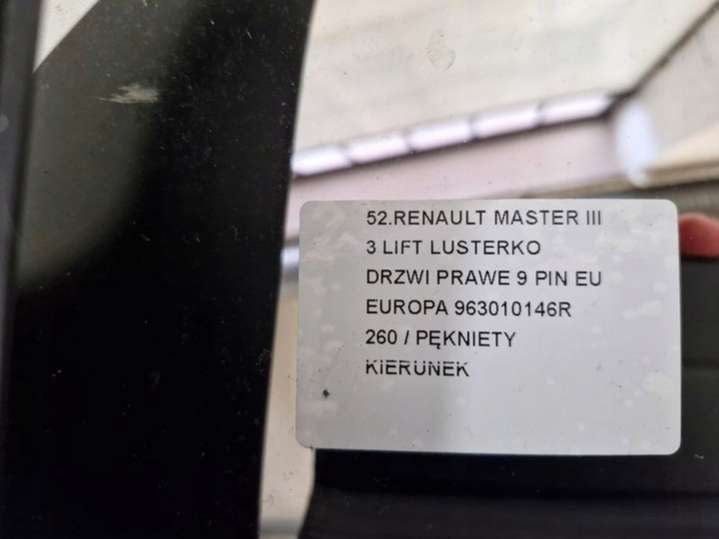 52.RENAULT MASTER III
3 LIFT LUSTERKO
DRZWI PRAWE 9 PIN EU
EUROPA 963010146R
260 / PĘKNIETY
KIERUNEK